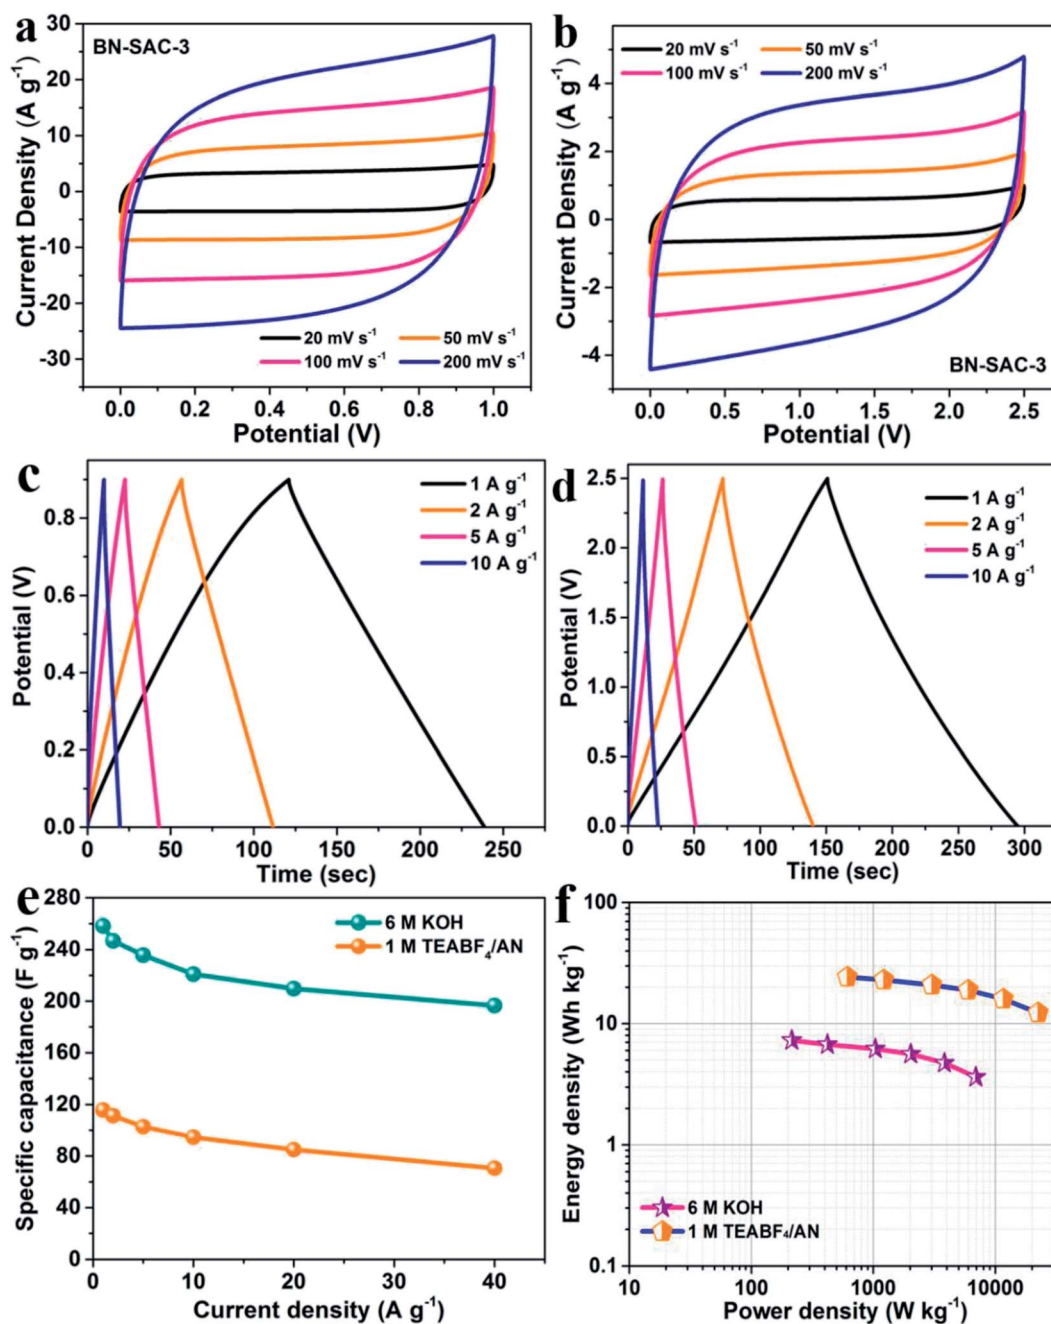 a
BN-SAC-3
30
20
10
0
-10
-20
-30
Current Density (A g⁻¹)
20 mV s⁻¹
50 mV s⁻¹
100 mV s⁻¹
200 mV s⁻¹
0.0 0.2 0.4 0.6 0.8 1.0
Potential (V)
b
20 mV s⁻¹
50 mV s⁻¹
100 mV s⁻¹
200 mV s⁻¹
4
2
0
-2
-4
Current Density (A g⁻¹)
BN-SAC-3
0.0 0.5 1.0 1.5 2.0 2.5
Potential (V)
c
1 A g⁻¹
2 A g⁻¹
5 A g⁻¹
10 A g⁻¹
0.8
0.6
0.4
0.2
0.0
Potential (V)
0 50 100 150 200 250
Time (sec)
d
1 A g⁻¹
2 A g⁻¹
5 A g⁻¹
10 A g⁻¹
2.5
2.0
1.5
1.0
0.5
0.0
Potential (V)
0 50 100 150 200 250 300
Time (sec)
e
6 M KOH
1 M TEABF₄/AN
280
240
200
160
120
80
40
0
Specific capacitance (F g⁻¹)
0 10 20 30 40
Current density (A g⁻¹)
f
100
10
1
0.1
Energy density (Wh kg⁻¹)
6 M KOH
1 M TEABF₄/AN
10 100 1000 10000
Power density (W kg⁻¹)